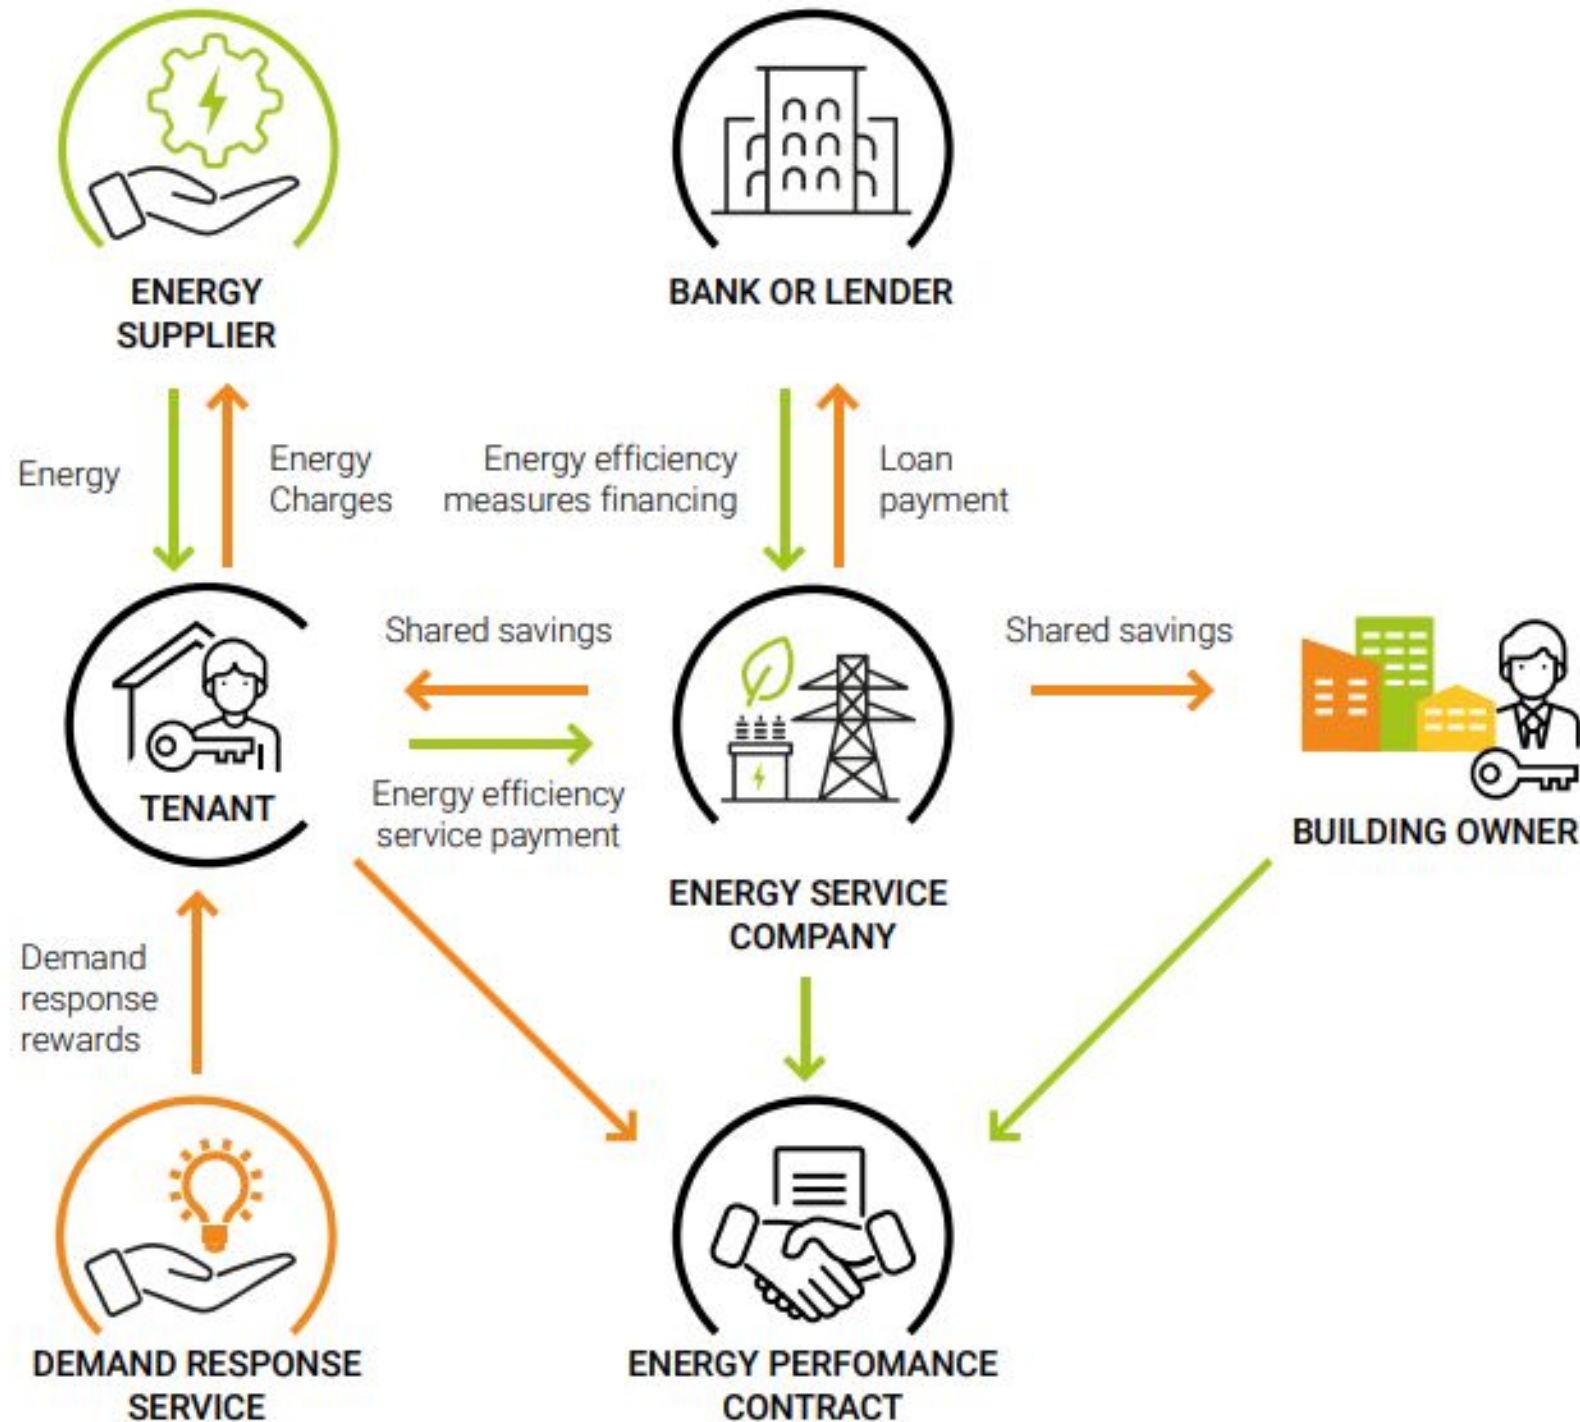 ENERGY
SUPPLIER
BANK OR LENDER
Energy
Energy
Charges
Energy efficiency
measures financing
Loan
payment
Shared savings
Shared savings
TENANT
Energy efficiency
service payment
BUILDING OWNER
ENERGY SERVICE
COMPANY
Demand
response
rewards
DEMAND RESPONSE
SERVICE
ENERGY PERFOMANCE
CONTRACT